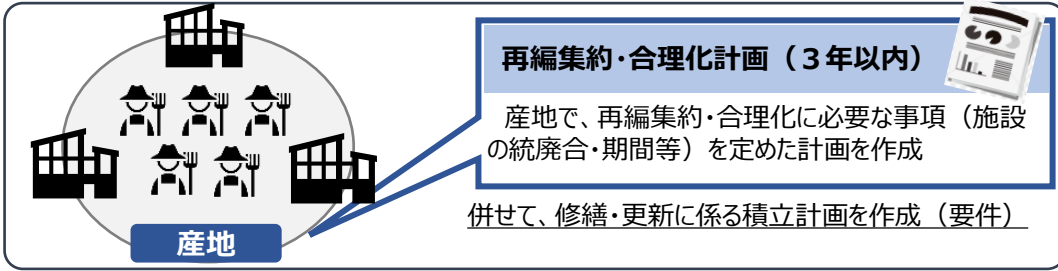 再編集約・合理化計画（３年以内）
産地で、再編集約・合理化に必要な事項（施設
の統廃合・期間等）を定めた計画を作成
併せて、修繕・更新に係る積立計画を作成（要件）
産地